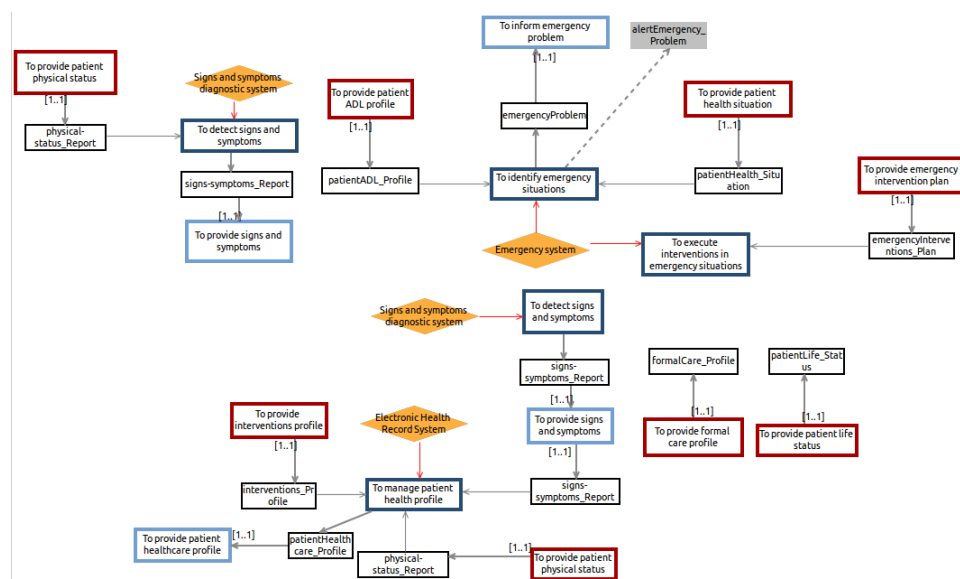 To inform emergency
problem
alertEmergency_
Problem
To provide patient
physical status
[1..1]
Signs and symptoms
diagnostic system
To provide patient
ADL profile
[1..1]
[1..1]
To provide patient
health situation
[1..1]
emergencyProblem
physical-
status_Report
To detect signs and
symptoms
signs-symptoms_Report
patientADL_Profile
To identify emergency
situations
patientHealth_Situ
ation
To provide emergency
intervention plan
[1..1]
[1..1]
To provide signs and
symptoms
Emergency system
To execute
interventions in
emergency situations
emergencyInterve
ntions_Plan
Signs and symptoms
diagnostic system
To detect signs
and symptoms
signs-
symptoms_Report
formalCare_Profile
patientLife_Stat
us
[1..1]
[1..1]
[1..1]
To provide
interventions profile
[1..1]
Electronic Health
Record System
To provide signs
and symptoms
[1..1]
To provide formal
care profile
To provide patient life
status
interventions_Pr
ofile
To manage patient
health profile
signs-
symptoms_Report
To provide patient
healthcare profile
[1..1]
patientHealth
care_Profile
physical-
status_Report
[1..1]
To provide patient
physical status